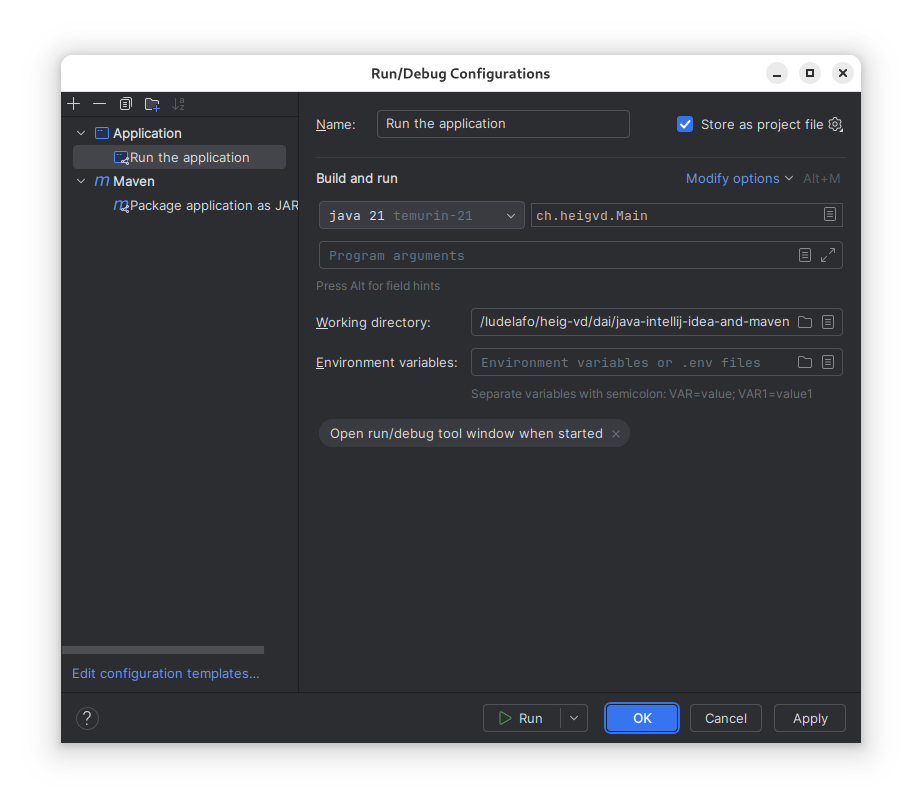 Run/Debug Configurations
Application
Run the application
Maven
Package application as JAR
Edit configuration templates...
Name:
Run the application
Store as project file
Build and run
Modify options
Alt+M
java 21 temurin-21
ch.heigvd.Main
Program arguments
Press Alt for field hints
Working directory:
/ludelafo/heig-vd/dai/java-intellij-idea-and-maven
Environment variables:
Environment variables or .env files
Separate variables with semicolon: VAR=value; VAR1=value1
Open run/debug tool window when started
?
Run
OK
Cancel
Apply